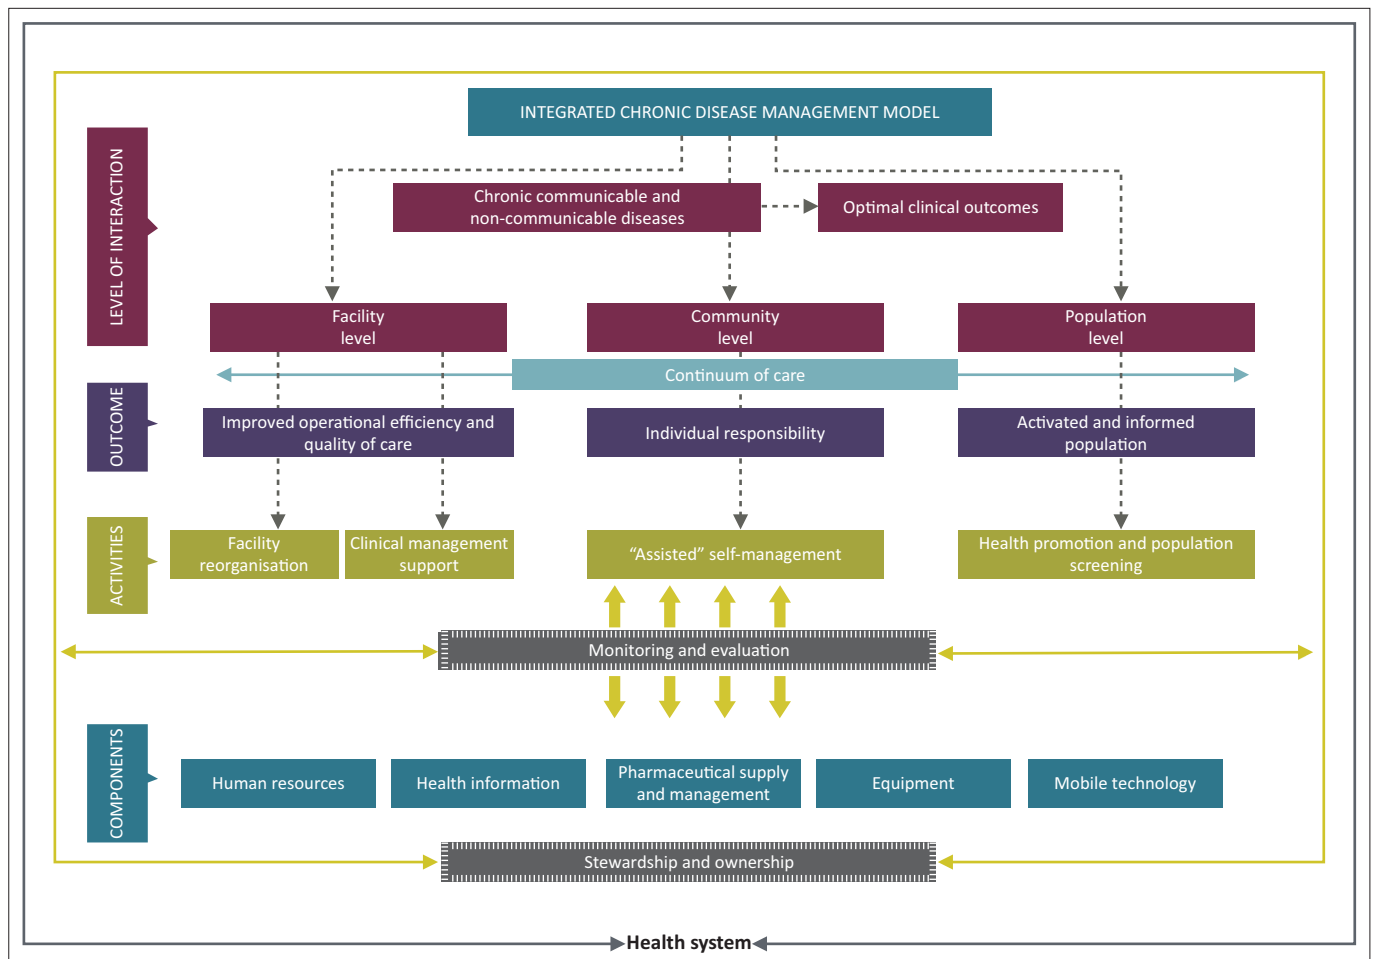 INTEGRATED CHRONIC DISEASE MANAGEMENT MODEL
LEVEL OF INTERACTION
Chronic communicable and
non-communicable diseases
Optimal clinical outcomes
Facility
level
Community
level
Population
level
Continuum of care
OUTCOME
Improved operational efficiency and
quality of care
Individual responsibility
Activated and informed
population
ACTIVITIES
Facility
reorganisation
Clinical management
support
“Assisted” self-management
Health promotion and population
screening
Monitoring and evaluation
COMPONENTS
Human resources
Health information
Pharmaceutical supply
and management
Equipment
Mobile technology
Stewardship and ownership
Health system